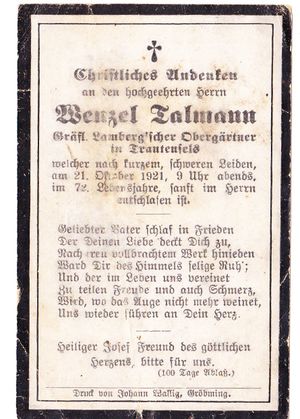 Christliches Andenken
an den hochgeehrten Herrn
Wenzel Talmann
Gräfl. Lamberg'scher Obergärtner
in Trautenfels
welcher nach kurzem, schweren Leiden,
am 21. Oktober 1921, 9 Uhr abends,
im 72. Lebensjahre, sanft im Herrn
entschlafen ist.
Geliebter Vater schlaf in Frieden
Der Deinen Liebe deckt Dich zu,
Nach treu vollbrachtem Werk hinieden
Ward Dir des Himmels selige Ruh';
Und der im Leben uns vereinet
Zu teilen Freude und auch Schmerz,
Wird, wo das Auge nicht mehr weinet,
Uns wieder führen an Dein Herz.
Heiliger Josef Freund des göttlichen
Herzens, bitte für uns.
(100 Tage Ablaß.)
Druck von Johann Wallig, Gröbming.